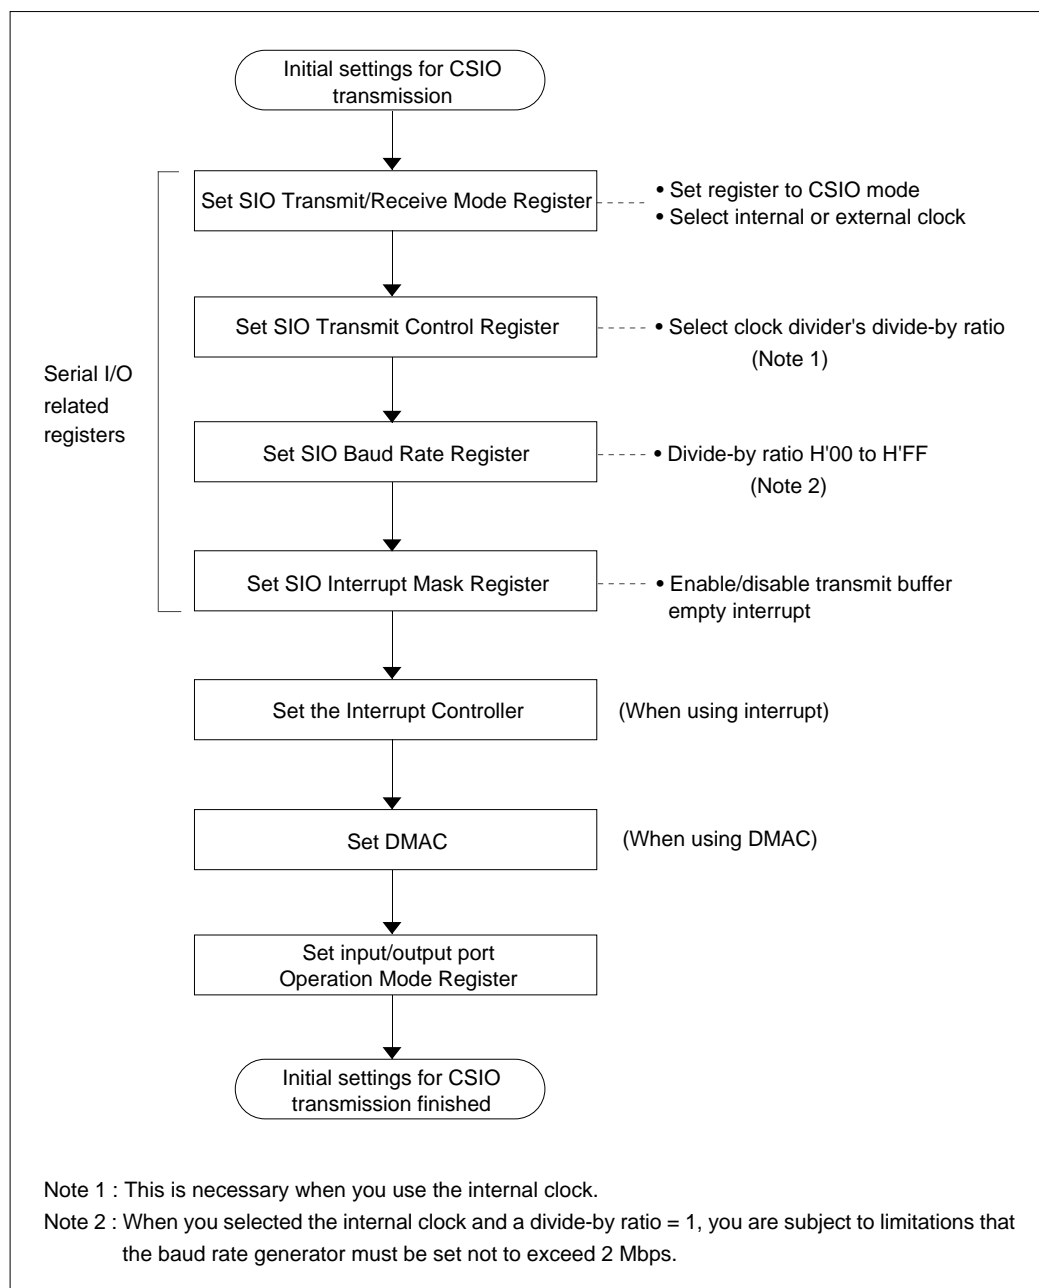 Initial settings for CSIO
transmission
Set SIO Transmit/Receive Mode Register
• Set register to CSIO mode
• Select internal or external clock
Set SIO Transmit Control Register
• Select clock divider's divide-by ratio
(Note 1)
Serial I/O
related
registers
Set SIO Baud Rate Register
• Divide-by ratio H'00 to H'FF
(Note 2)
Set SIO Interrupt Mask Register
• Enable/disable transmit buffer
empty interrupt
Set the Interrupt Controller
(When using interrupt)
Set DMAC
(When using DMAC)
Set input/output port
Operation Mode Register
Initial settings for CSIO
transmission finished
Note 1 : This is necessary when you use the internal clock.
Note 2 : When you selected the internal clock and a divide-by ratio = 1, you are subject to limitations that
the baud rate generator must be set not to exceed 2 Mbps.